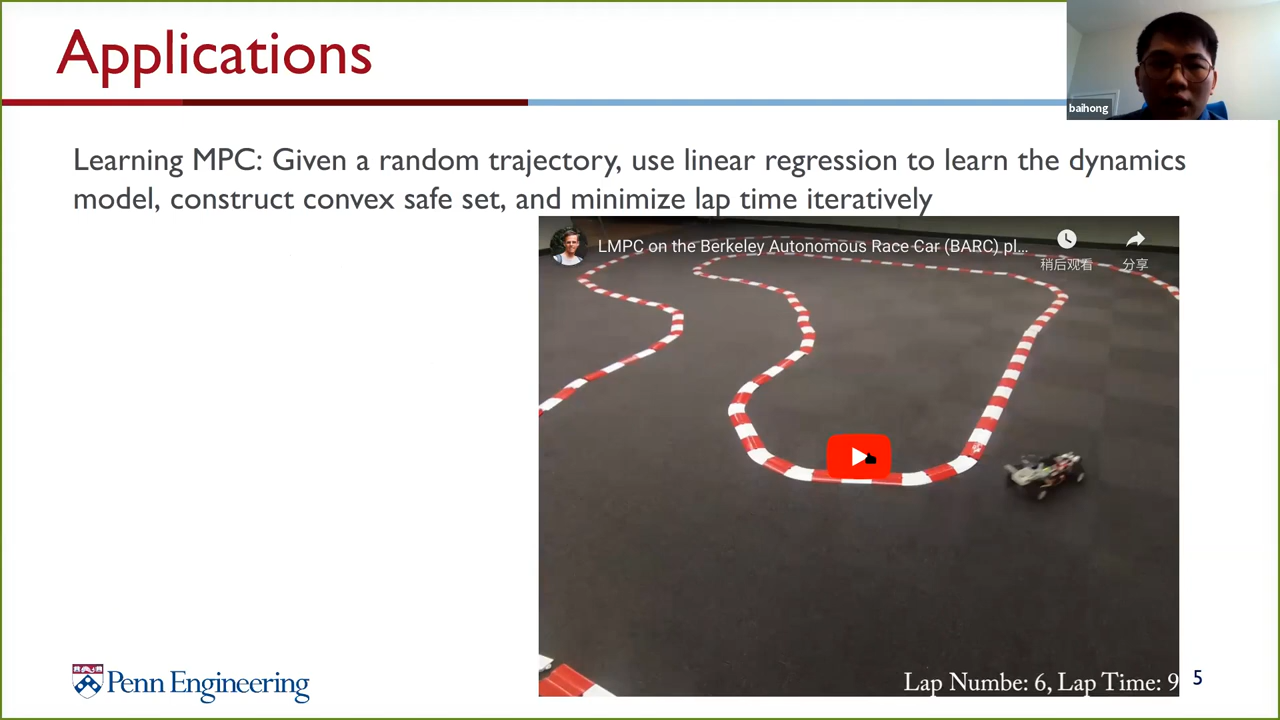 Applications
baihong
Learning MPC: Given a random trajectory, use linear regression to learn the dynamics
model, construct convex safe set, and minimize lap time iteratively
LMPC on the Berkeley Autonomous Race Car (BARC) pl...
稍后观看
分享
Lap Numbe: 6, Lap Time: 9
5
Penn Engineering